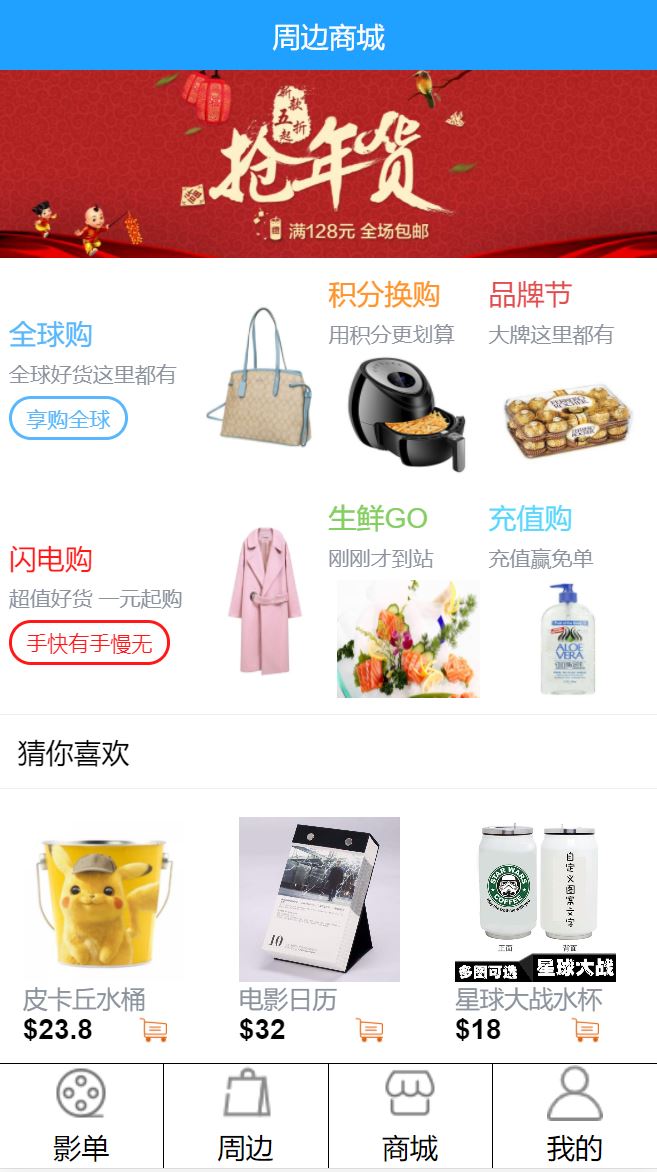 周边商城
新款
五折
起
抢年货
满128元 全场包邮
全球购
全球好货这里都有
享购全球
积分换购
用积分更划算
品牌节
大牌这里都有
FERRERO
ROCHER
闪电购
超值好货 一元起购
手快有手慢无
生鲜GO
刚刚才到站
充值购
充值赢免单
ALOE
VERA
猜你喜欢
10
STAR WARS
COFFEE
自定义图案文字
正面
背面
多图可选
星球大战
皮卡丘水桶
$23.8
电影日历
$32
星球大战水杯
$18
影单
周边
商城
我的